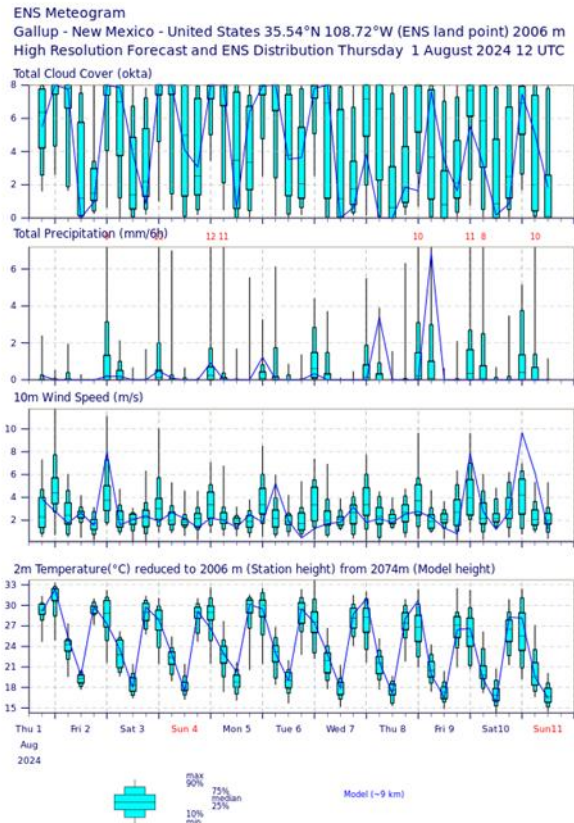 ENS Meteogram
Gallup - New Mexico - United States 35.54°N 108.72°W (ENS land point) 2006 m
High Resolution Forecast and ENS Distribution Thursday 1 August 2024 12 UTC
Total Cloud Cover (okta)
8
6
4
2
0
Total Precipitation (mm/6h)
12 11
10
11 8
10
6
4
2
0
10m Wind Speed (m/s)
10
8
6
4
2
2m Temperature(°C) reduced to 2006 m (Station height) from 2074m (Model height)
33
30
27
24
21
18
15
Thu 1 Fri 2 Sat 3 Sun 4 Mon 5 Tue 6 Wed 7 Thu 8 Fri 9 Sat10 Sun11
Aug
2024
max
90%
75%
median
25%
10%
min
Model (~9 km)